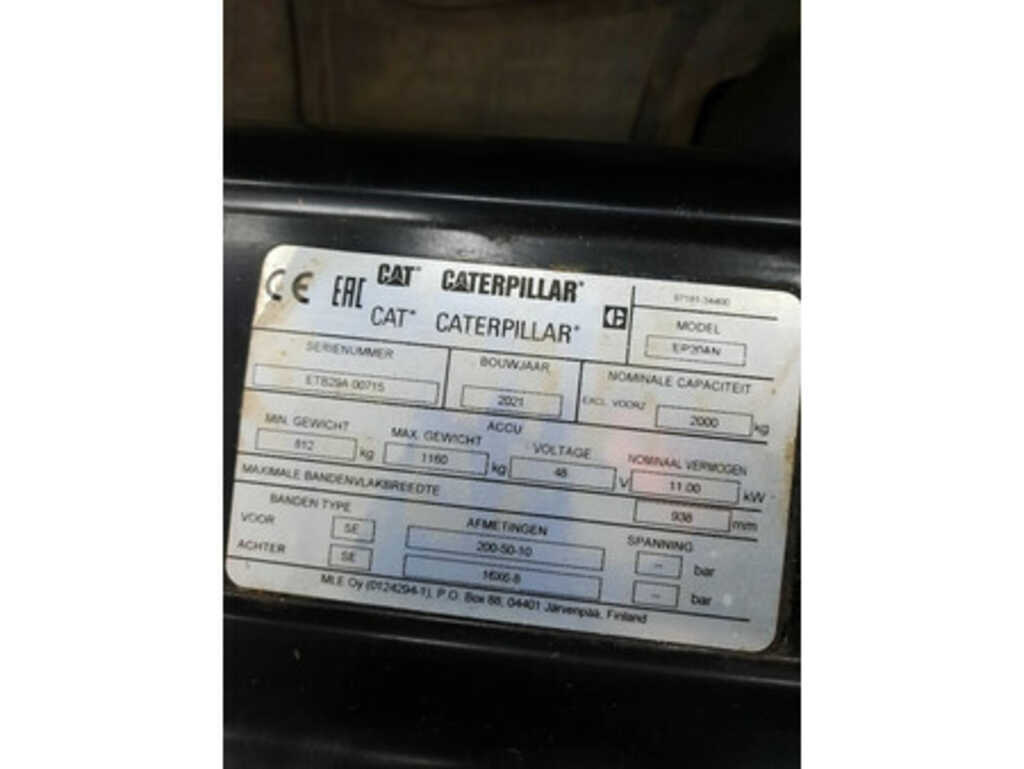 CE EAC CAT CATERPILLAR
CAT CATERPILLAR
97191-34400
MODEL
EP20AN
SERIENUMMER
ETB29A 00715
BOUWJAAR
2021
NOMINALE CAPACITEIT
EXCL. VOORZ 2000 kg
ACCU
MIN. GEWICHT
812 kg
MAX. GEWICHT
1160 kg
VOLTAGE
48 V
NOMINAAL VERMOGEN
11.00 kW
MAXIMALE BANDENVLAKBREEDTE 938 mm
BANDEN TYPE AFMETINGEN SPANNING
VOOR SE 200-50-10 -- bar
ACHTER SE 16X6-8 -- bar
MLE Oy (0124294-1), P.O. Box 88, 04401 Järvenpää, Finland